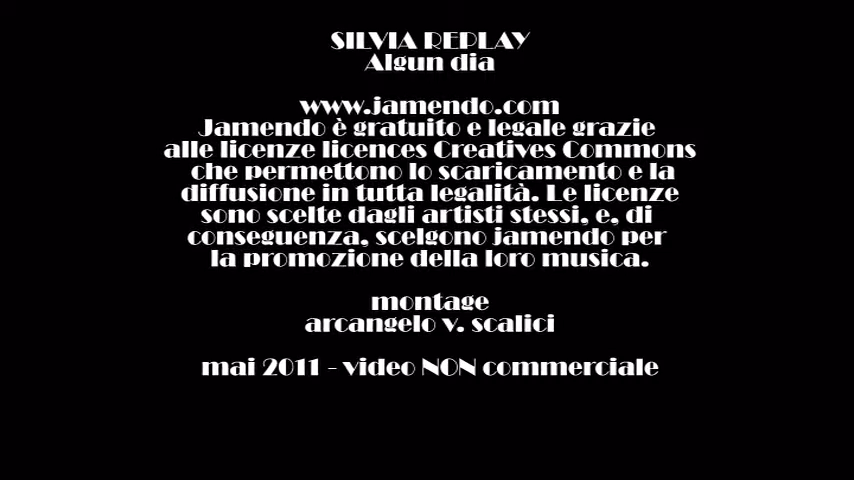 SILVIA REPLAY
Algun dia
www.jamendo.com
Jamendo è gratuito e legale grazie
alle licenze licences Creatives Commons
che permettono lo scaricamento e la
diffusione in tutta legalità. Le licenze
sono scelte dagli artisti stessi, e, di
conseguenza, scelgono jamendo per
la promozione della loro musica.
montage
arcangelo v. scalici
mai 2011 - video NON commerciale